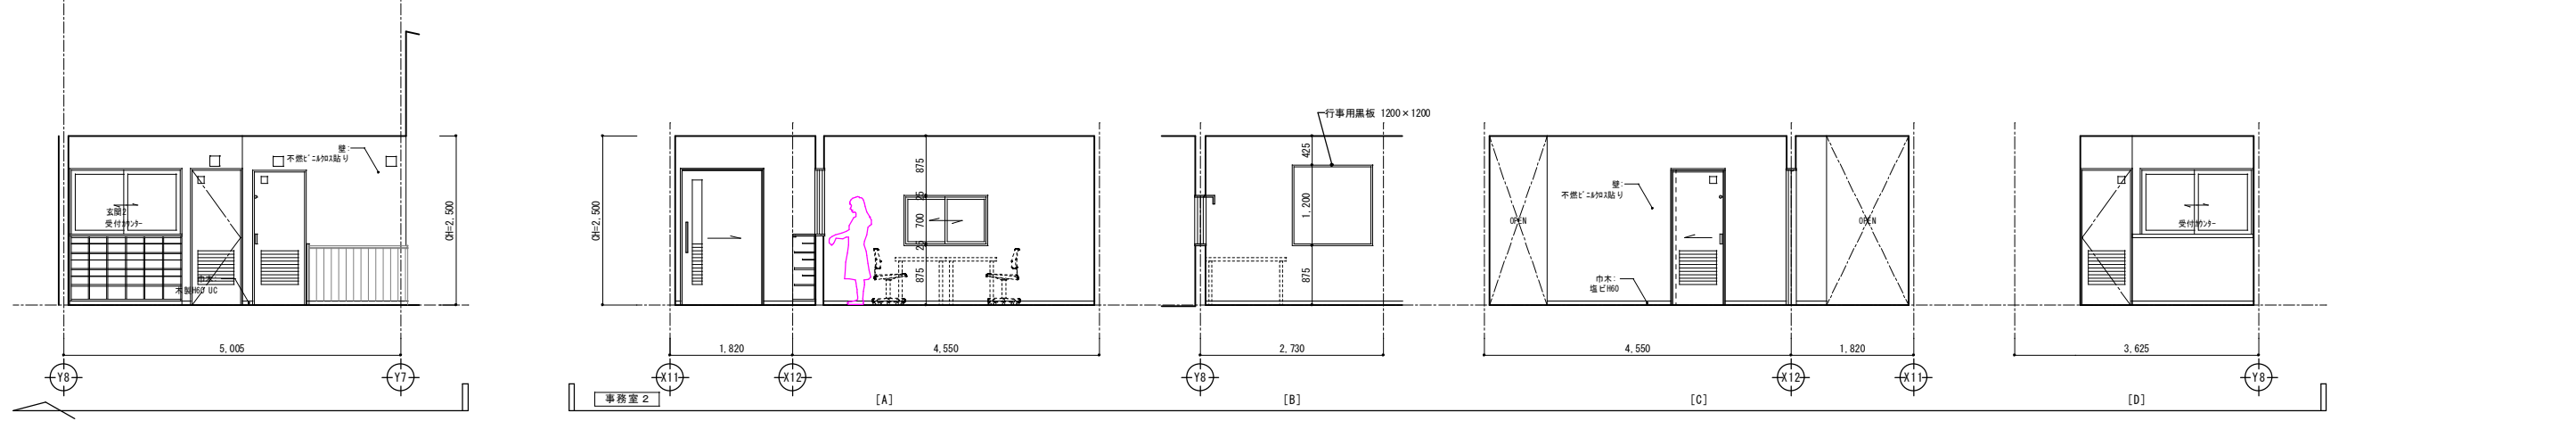 壁:
不燃ﾋﾞﾆﾙｸﾛｽ貼り
玄関2
受付ｶｳﾝﾀｰ
巾木:
木製H60 UC
CH=2,500
5,005
Y8
Y7
CH=2,500
875
25
700
25
875
1,820
4,550
X11
X12
事務室２
[A]
行事用黒板 1200×1200
425
1,200
875
2,730
Y8
[B]
OPEN
壁:
不燃ﾋﾞﾆﾙｸﾛｽ貼り
巾木:
塩ビH60
OPEN
4,550
1,820
X12
X11
[C]
受付ｶｳﾝﾀｰ
3,625
Y8
[D]